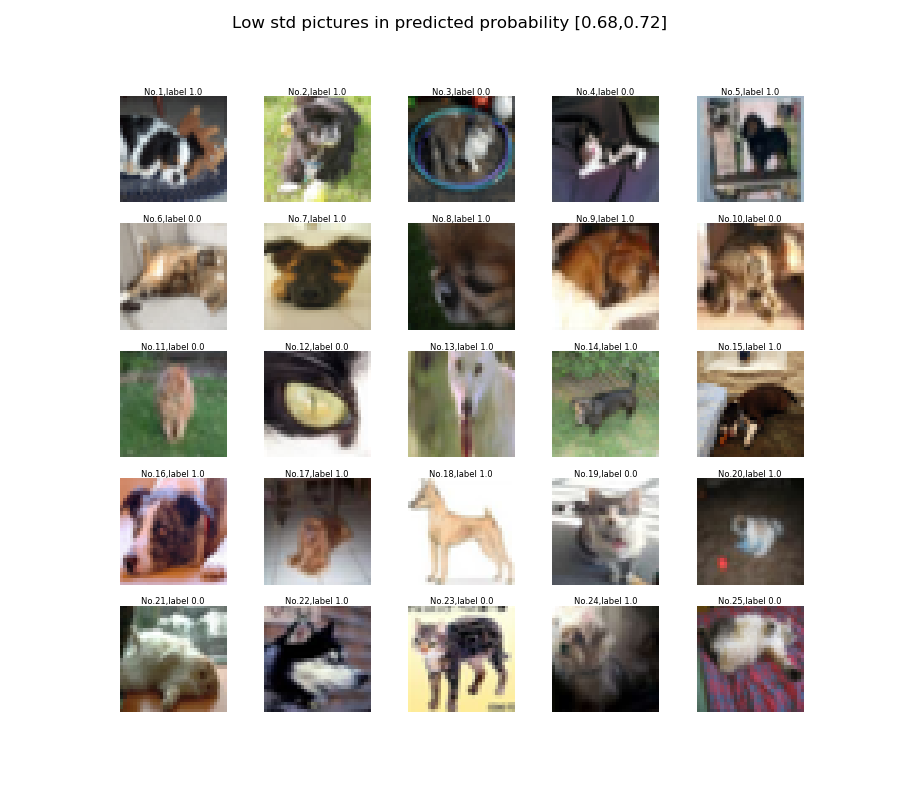 Low std pictures in predicted probability [0.68,0.72]
No.1,label 1.0
No.2,label 1.0
No.3,label 0.0
No.4,label 0.0
No.5,label 1.0
No.6,label 0.0
No.7,label 1.0
No.8,label 1.0
No.9,label 1.0
No.10,label 0.0
No.11,label 0.0
No.12,label 0.0
No.13,label 1.0
No.14,label 1.0
No.15,label 1.0
No.16,label 1.0
No.17,label 1.0
No.18,label 1.0
No.19,label 0.0
No.20,label 1.0
No.21,label 0.0
No.22,label 1.0
No.23,label 0.0
No.24,label 1.0
No.25,label 0.0